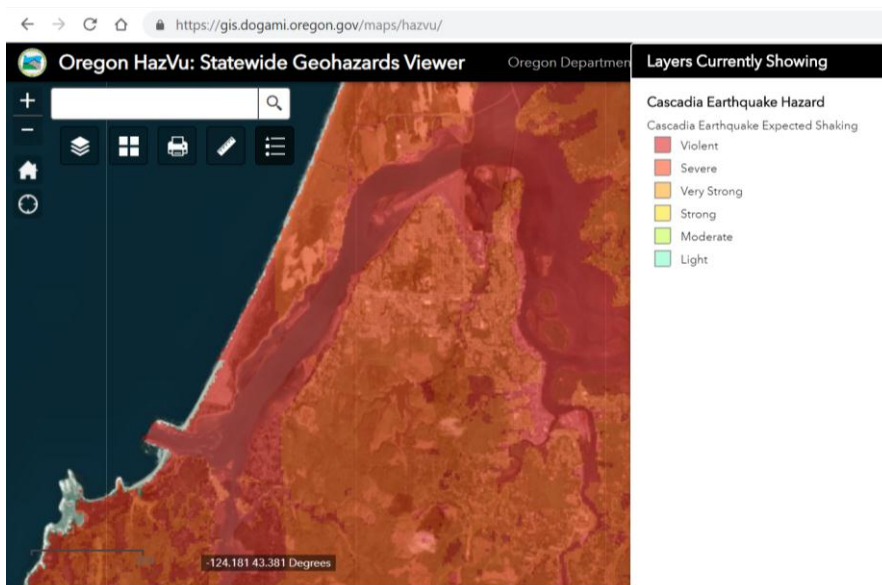 https://gis.dogami.oregon.gov/maps/hazvu/
Oregon HazVu: Statewide Geohazards Viewer
Oregon Departmen
Layers Currently Showing
Cascadia Earthquake Hazard
Cascadia Earthquake Expected Shaking
Violent
Severe
Very Strong
Strong
Moderate
Light
-124.181 43.381 Degrees